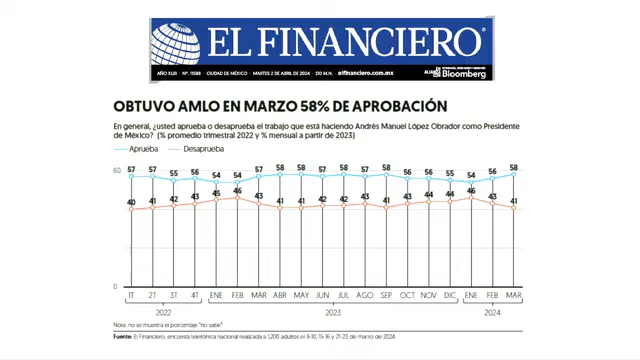 EL FINANCIERO
AÑO XLIII · Nº. 11588 · CIUDAD DE MÉXICO · MARTES 2 DE ABRIL DE 2024 · $10 M.N. · elfinanciero.com.mx
ALIANZA Bloomberg
OBTUVO AMLO EN MARZO 58% DE APROBACIÓN
En general, ¿usted aprueba o desaprueba el trabajo que está haciendo Andrés Manuel López Obrador como Presidente
de México? (% promedio trimestral 2022 y % mensual a partir de 2023)
Aprueba Desaprueba
60
57 57 55 56 54 54 57 58 58 57 58 57 58 56 56 55 54 56 58
40 41 42 43 45 46 43 41 41 42 42 43 41 43 44 44 46 43 41
0
1T 2T 3T 4T ENE FEB MAR ABR MAY JUN JUL AGO SEP OCT NOV DIC ENE FEB MAR
2022 2023 2024
Nota: no se muestra el porcentaje "no sabe"
Fuente: El Financiero, encuesta telefónica nacional realizada a 1,200 adultos el 9-10, 15-16 y 21-23 de marzo de 2024